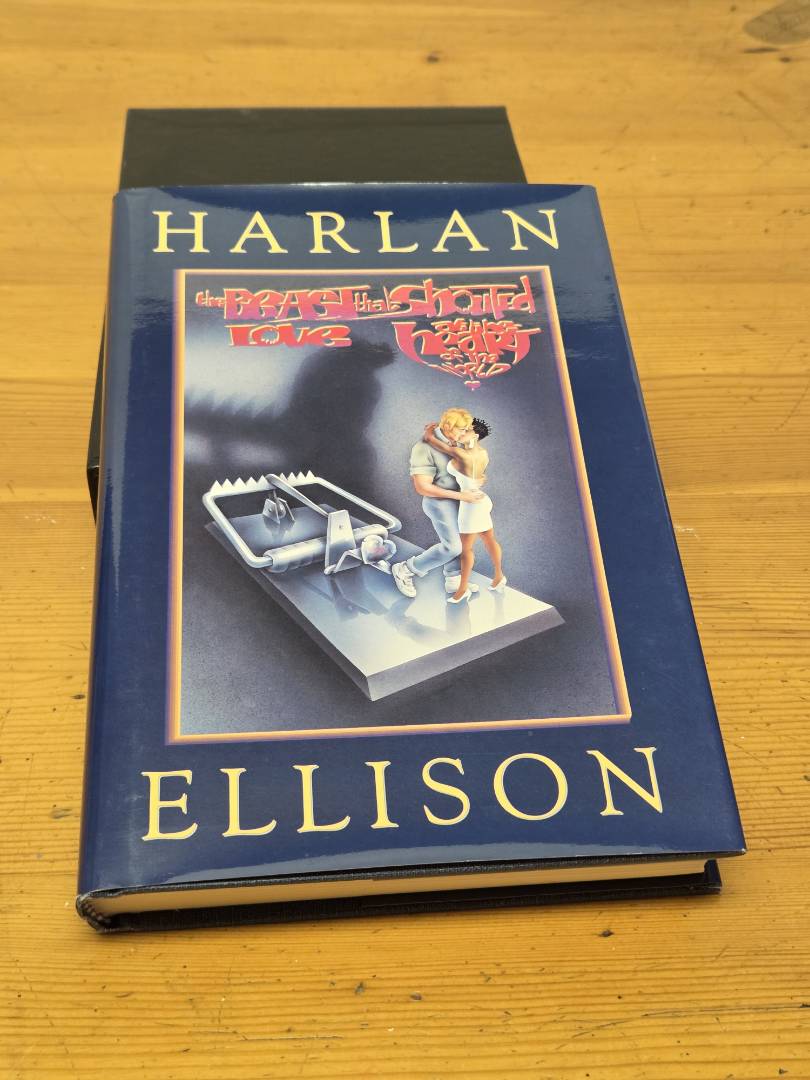 HARLAN
the BEAST that Shouted
LOVE at the
heart
of the
WORLD
ELLISON